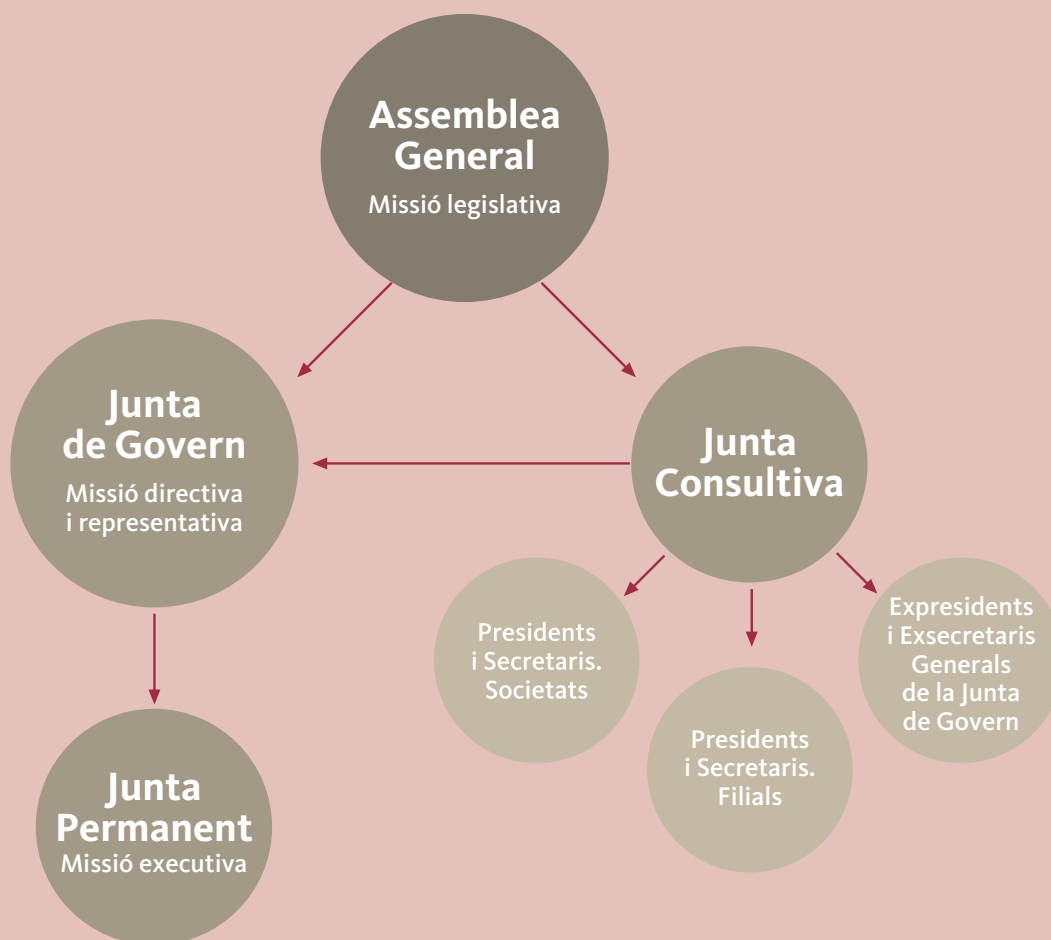 Assemblea
General
Missió legislativa
Junta
de Govern
Missió directiva
i representativa
Junta
Consultiva
Presidents
i Secretaris.
Societats
Presidents
i Secretaris.
Filials
Expresidents
i Exsecretaris
Generals
de la Junta
de Govern
Junta
Permanent
Missió executiva